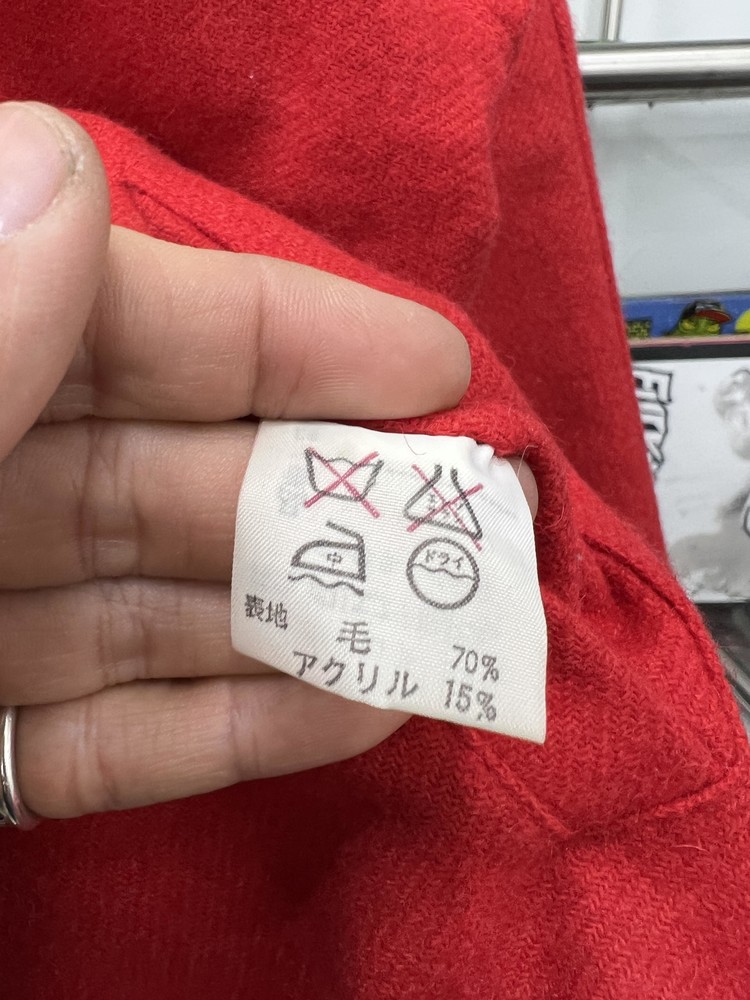 中
ドライ
表地
毛 70%
アクリル 15%